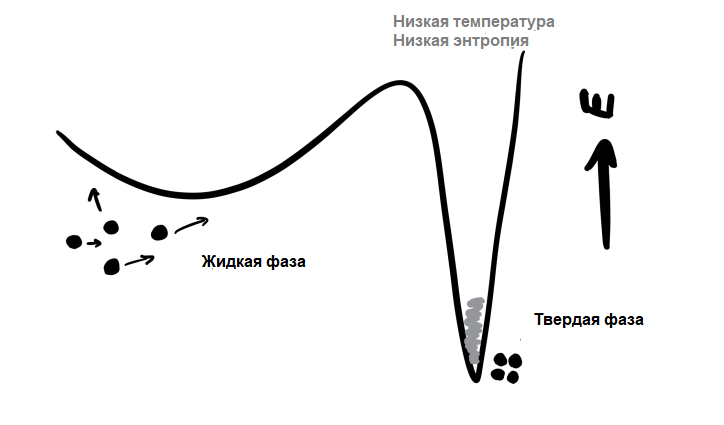 Низкая температура
Низкая энтропия
E
Жидкая фаза
Твердая фаза